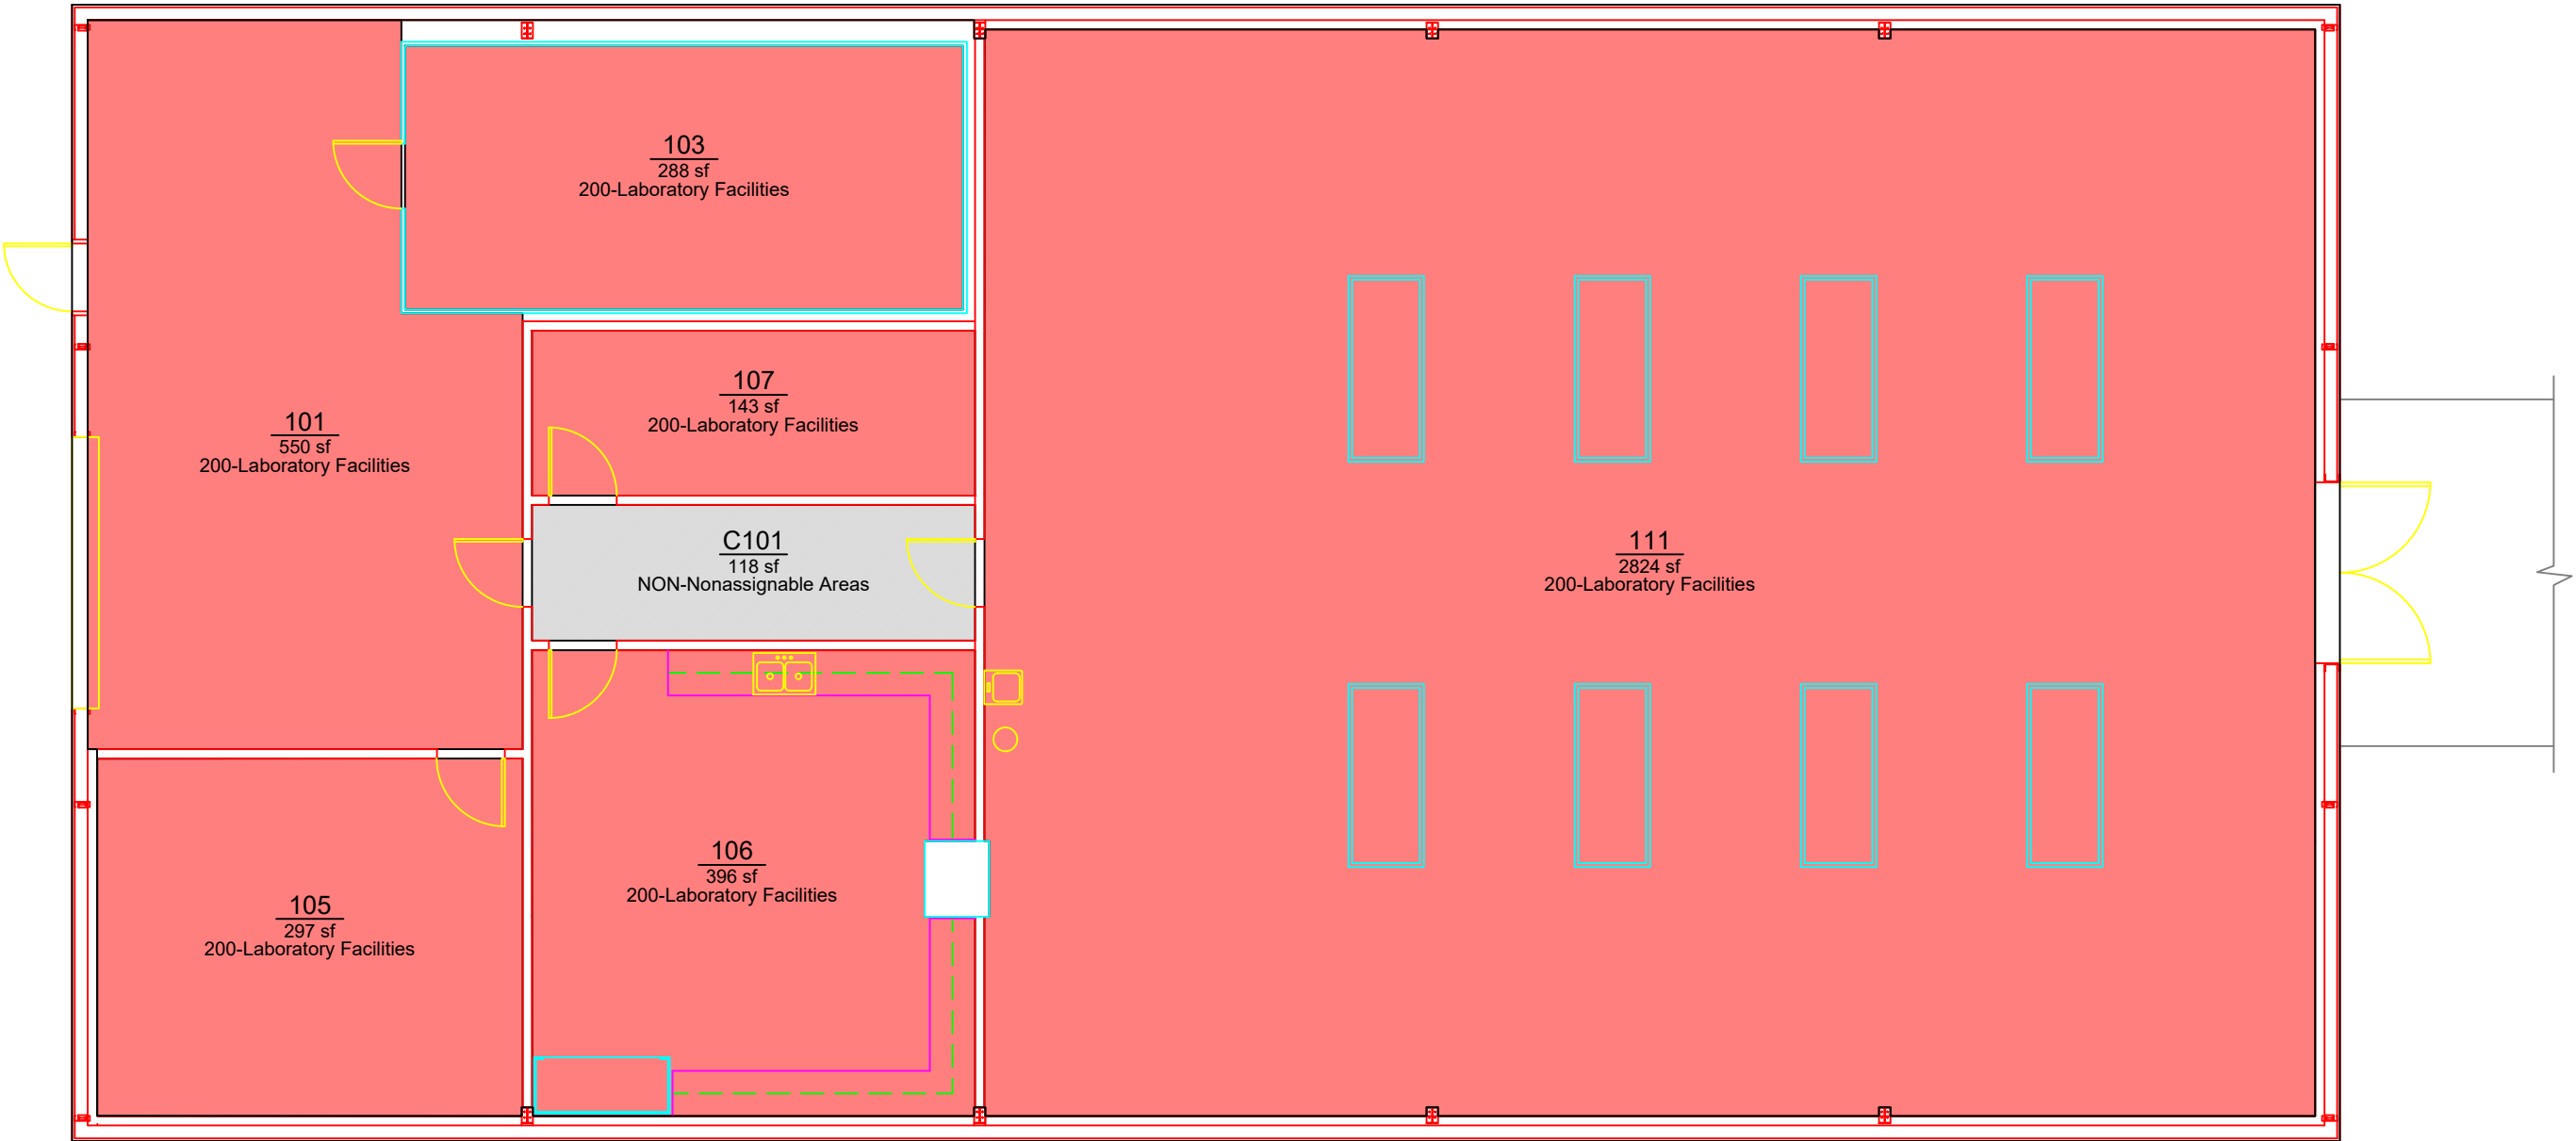 103
288 sf
200-Laboratory Facilities
107
143 sf
200-Laboratory Facilities
101
550 sf
200-Laboratory Facilities
C101
118 sf
NON-Nonassignable Areas
111
2824 sf
200-Laboratory Facilities
106
396 sf
200-Laboratory Facilities
105
297 sf
200-Laboratory Facilities